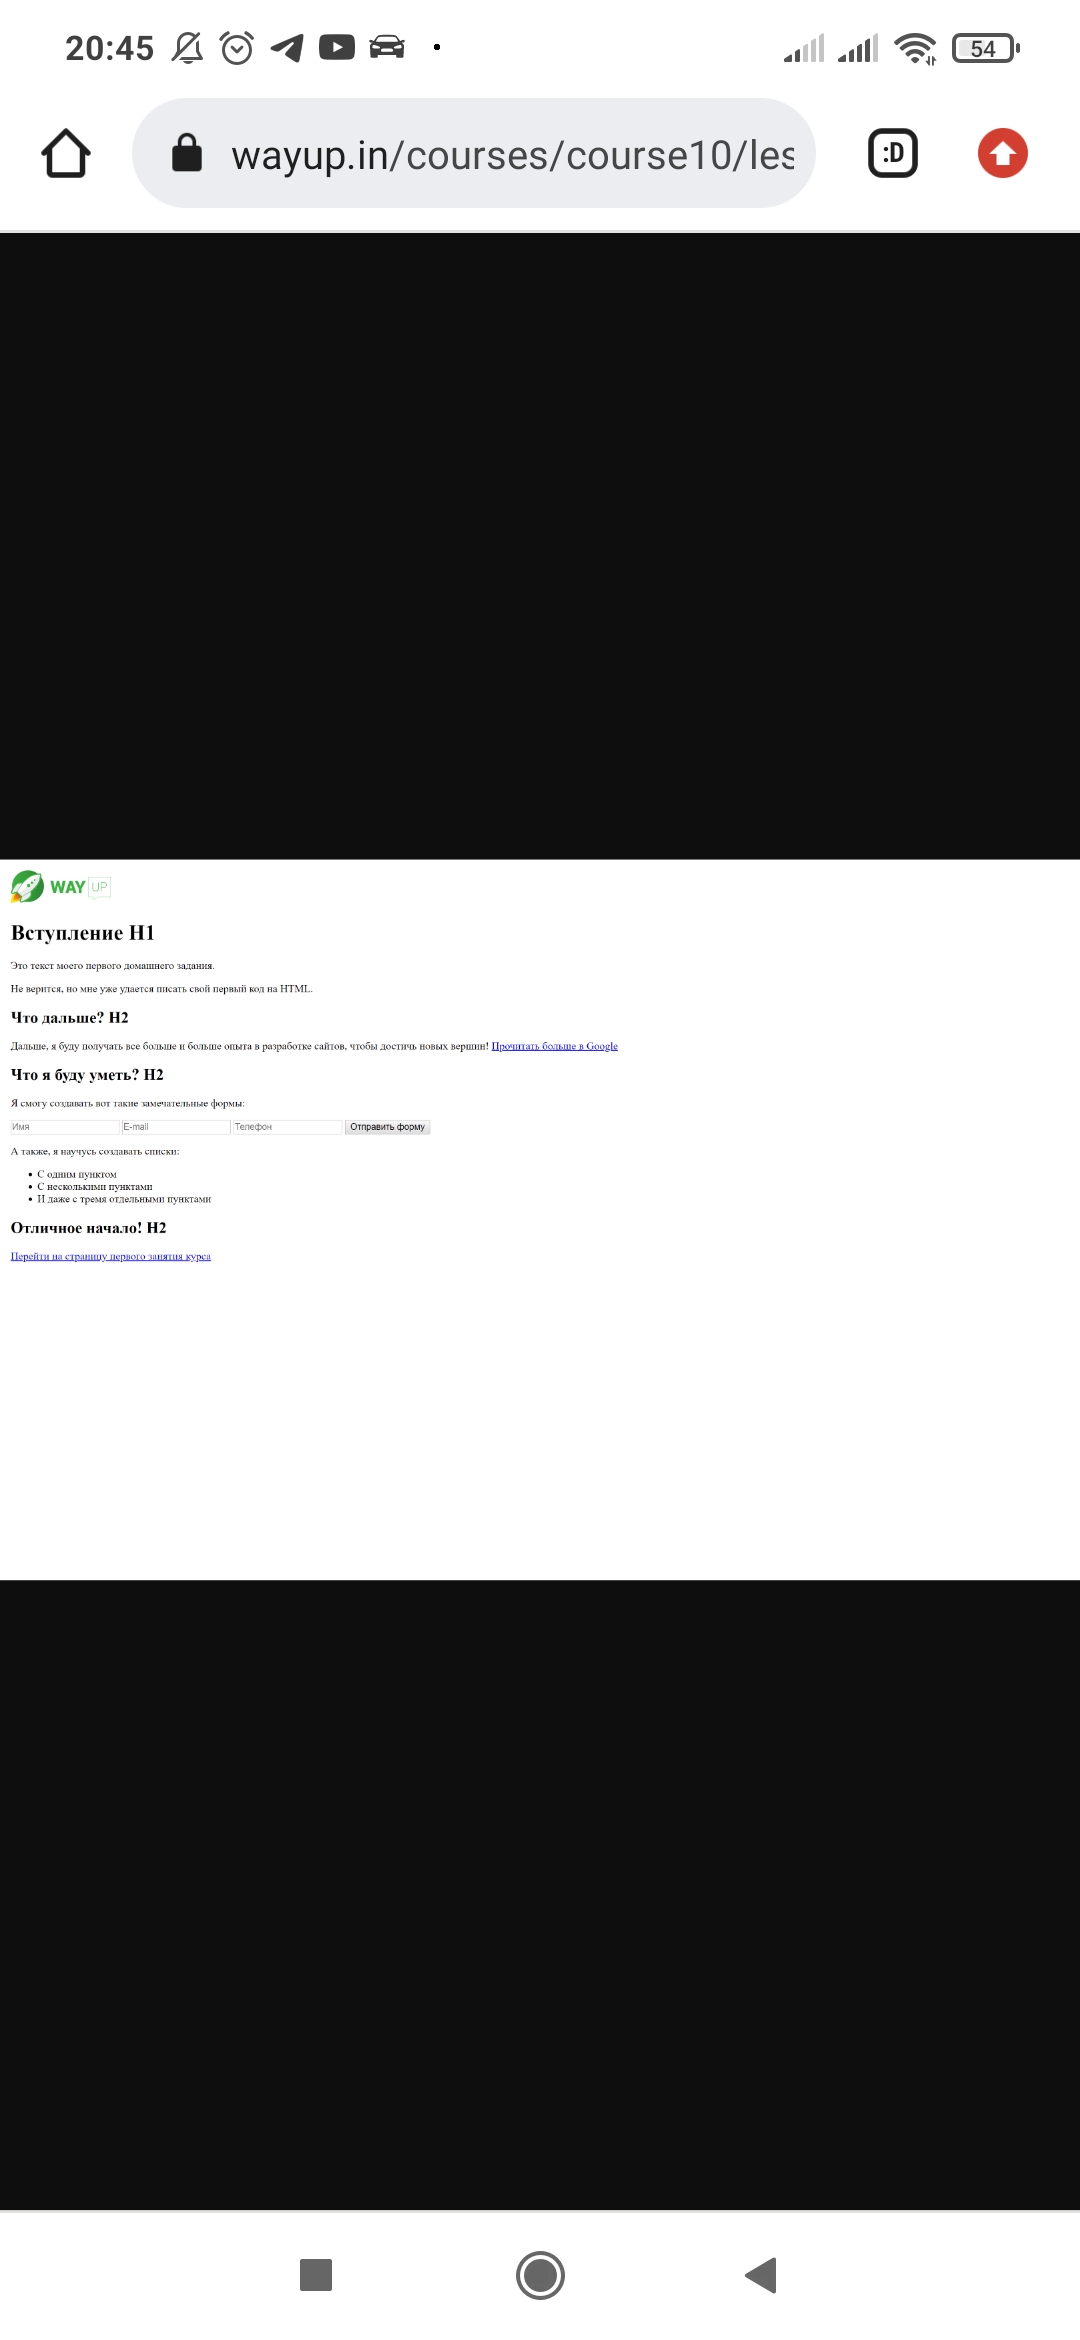 20:45
54
wayup.in/courses/course10/les
:D
WAY UP
Вступление H1
Это текст моего первого домашнего задания.
Не верится, но мне уже удается писать свой первый код на HTML.
Что дальше? H2
Дальше, я буду получать все больше и больше опыта в разработке сайтов, чтобы достичь новых вершин! Прочитать больше в Google
Что я буду уметь? H2
Я смогу создавать вот такие замечательные формы:
Имя E-mail Телефон Отправить форму
А также, я научусь создавать списки:
• С одним пунктом
• С несколькими пунктами
• И даже с тремя отдельными пунктами
Отличное начало! H2
Перейти на страницу первого занятия курса